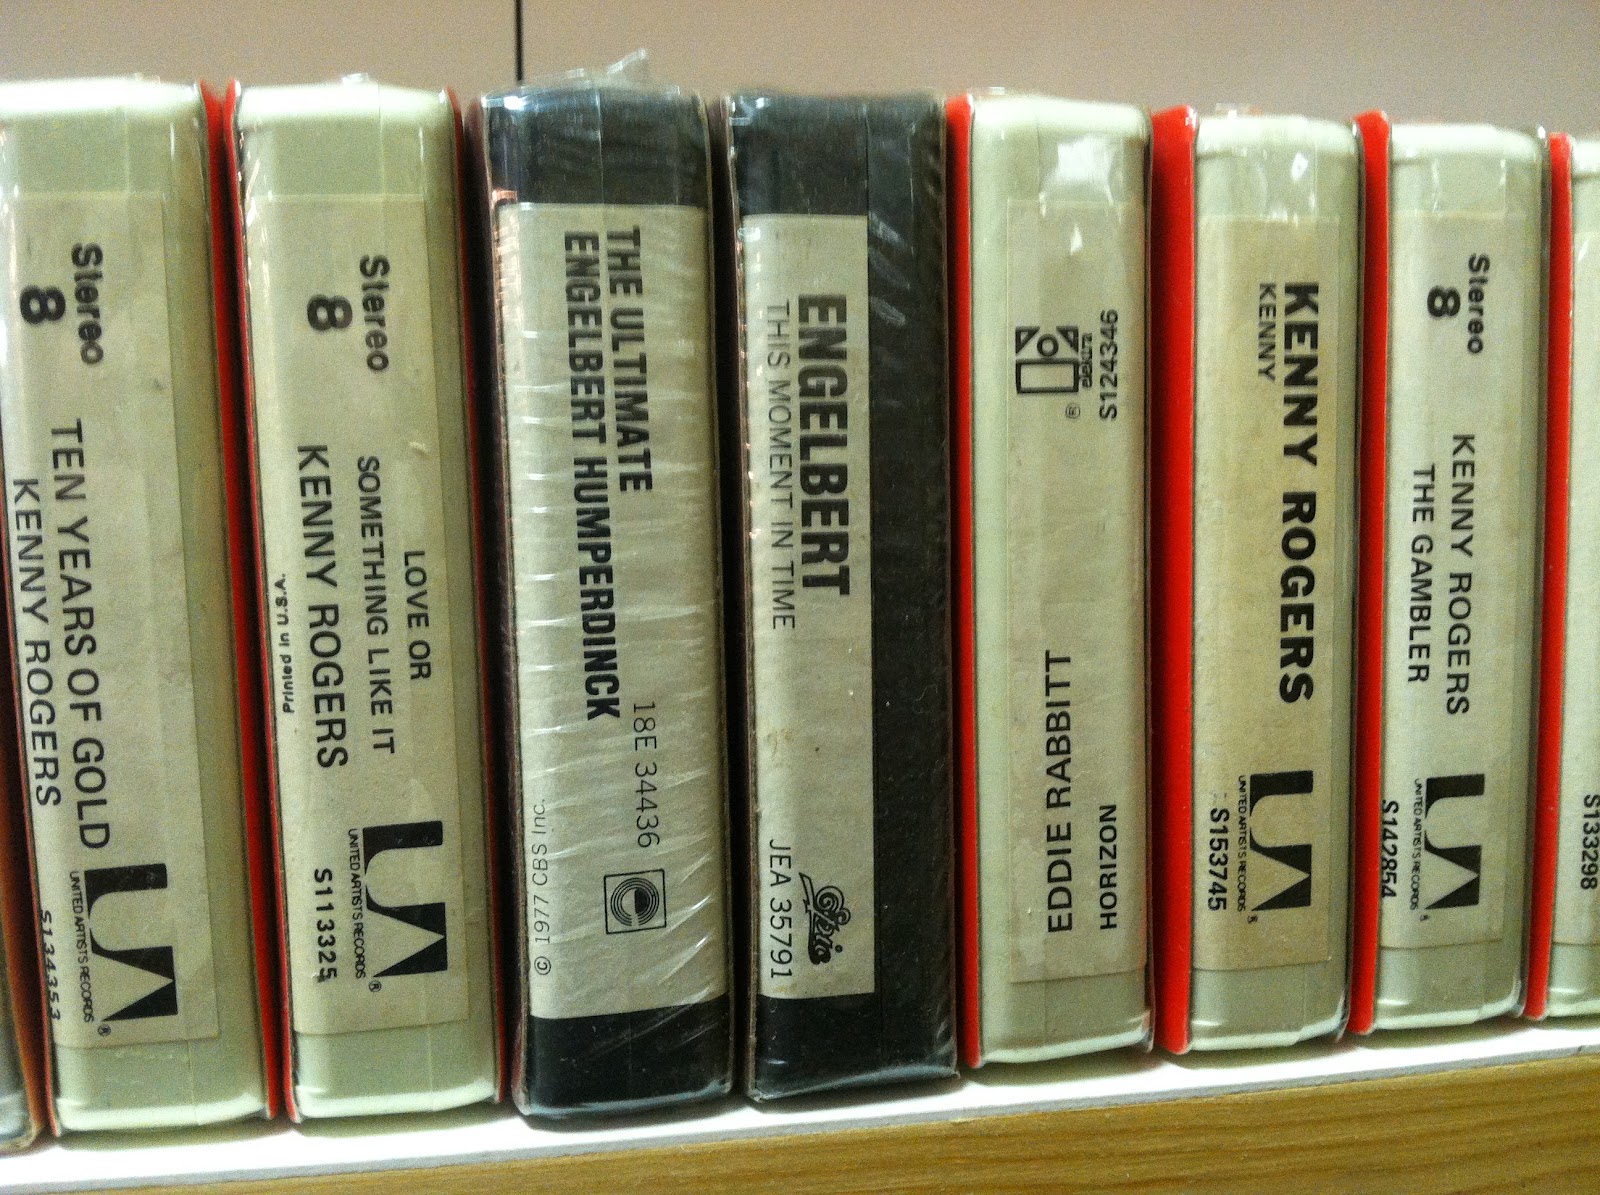 Stereo
8
TEN YEARS OF GOLD
KENNY ROGERS
UNITED ARTISTS RECORDS ®
S134353
Stereo
8
LOVE OR
SOMETHING LIKE IT
KENNY ROGERS
Printed in U.S.A.
UA
UNITED ARTISTS RECORDS ®
S113325
THE ULTIMATE
ENGELBERT HUMPERDINCK
18E 34436
© 1977 CBS Inc.
ENGELBERT
THIS MOMENT IN TIME
Epic
JEA 35791
elektra
®
S124346
EDDIE RABBITT
HORIZON
KENNY ROGERS
KENNY
UA
UNITED ARTISTS RECORDS ®
S153745
Stereo
8
KENNY ROGERS
THE GAMBLER
UA
UNITED ARTISTS RECORDS ®
S142854
S133298